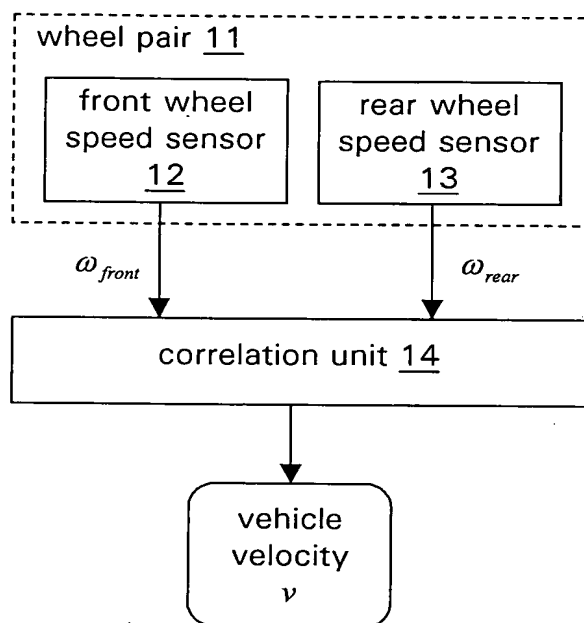 wheel pair 11
front wheel
speed sensor
12
rear wheel
speed sensor
13
ω_front
ω_rear
correlation unit 14
vehicle
velocity
v